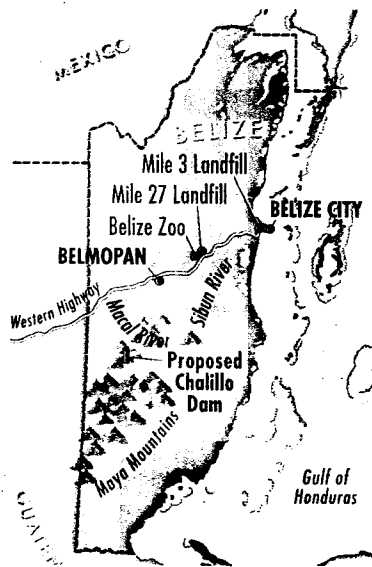 MEXICO
BELIZE
Mile 3 Landfill
Mile 27 Landfill
BELIZE CITY
Belize Zoo
BELMOPAN
Western Highway
Macal River
Sibun River
Proposed
Chalillo
Dam
Maya Mountains
Gulf of
Honduras